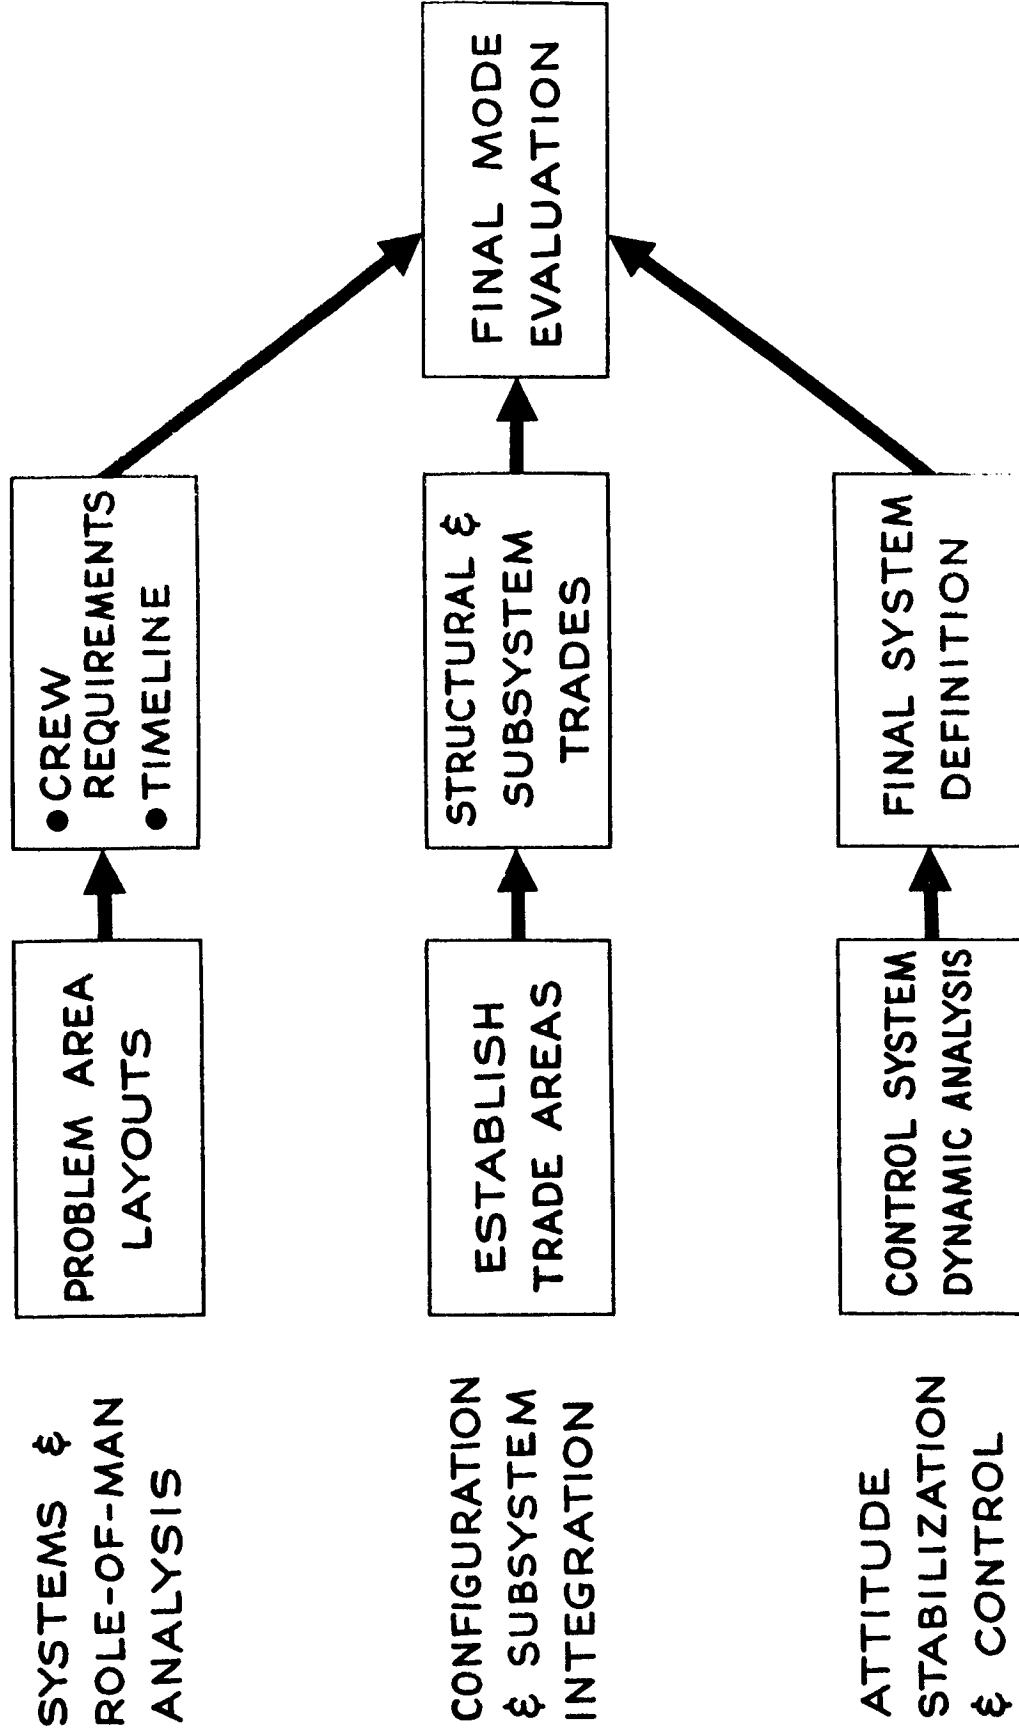 SYSTEMS &
ROLE-OF-MAN
ANALYSIS
PROBLEM AREA
LAYOUTS
● CREW
REQUIREMENTS
● TIMELINE
CONFIGURATION
& SUBSYSTEM
INTEGRATION
ESTABLISH
TRADE AREAS
STRUCTURAL &
SUBSYSTEM
TRADES
FINAL MODE
EVALUATION
ATTITUDE
STABILIZATION
& CONTROL
CONTROL SYSTEM
DYNAMIC ANALYSIS
FINAL SYSTEM
DEFINITION